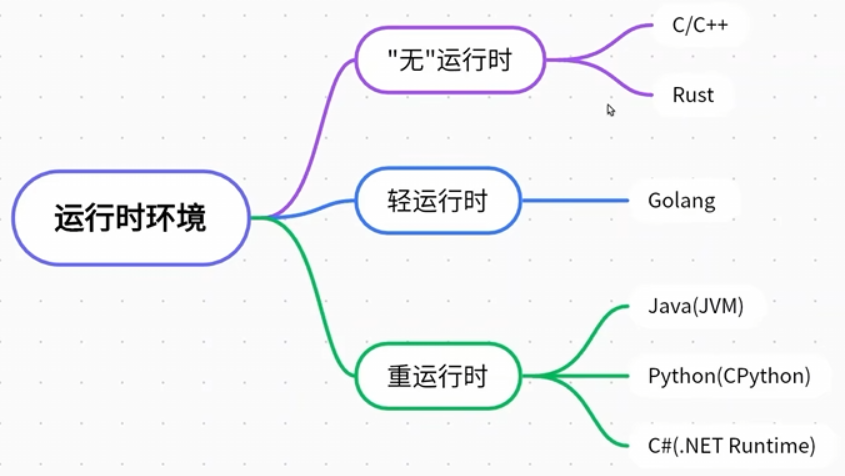 运行时环境
"无"运行时
C/C++
Rust
轻运行时
Golang
重运行时
Java(JVM)
Python(CPython)
C#(.NET Runtime)